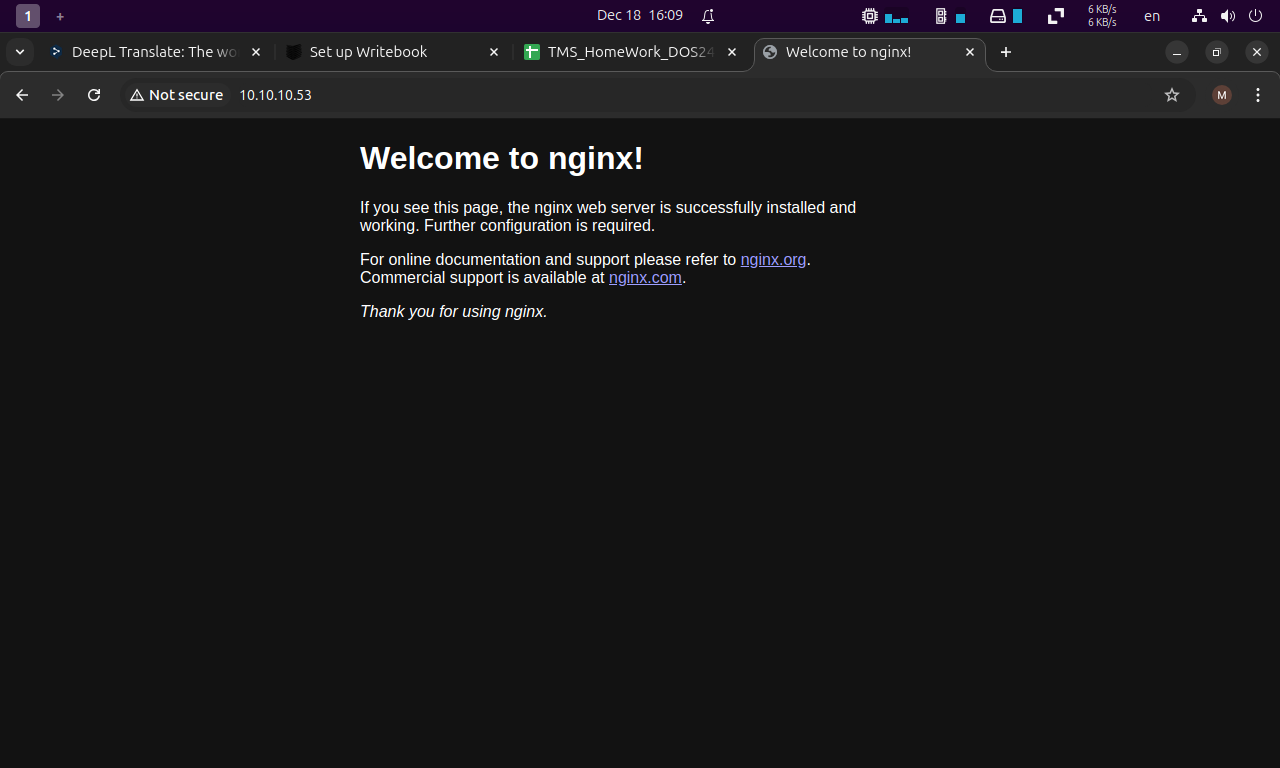 1 + Dec 18 16:09 6 KB/s en
6 KB/s
DeepL Translate: The wo Set up Writebook TMS_HomeWork_DOS24 Welcome to nginx!
Not secure 10.10.10.53 M
Welcome to nginx!
If you see this page, the nginx web server is successfully installed and
working. Further configuration is required.
For online documentation and support please refer to nginx.org.
Commercial support is available at nginx.com.
Thank you for using nginx.